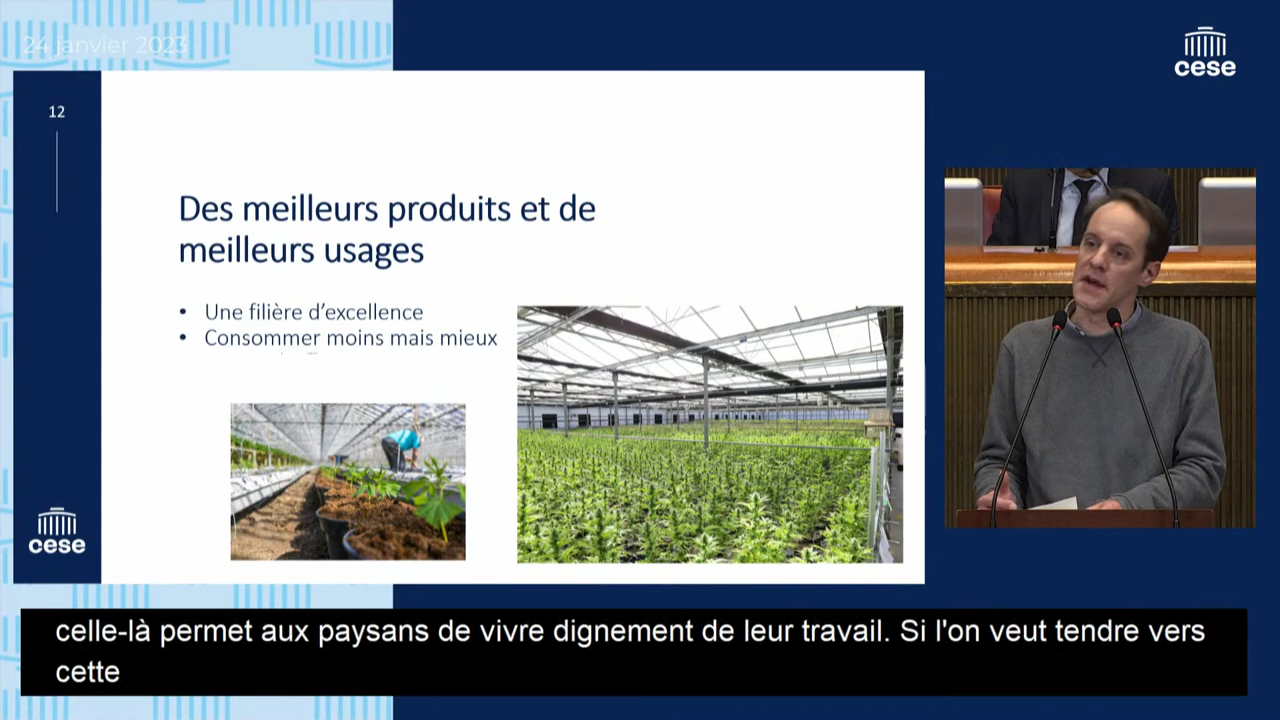 24 janvier 2023
cese
12
Des meilleurs produits et de
meilleurs usages
• Une filière d'excellence
• Consommer moins mais mieux
cese
celle-là permet aux paysans de vivre dignement de leur travail. Si l'on veut tendre vers
cette